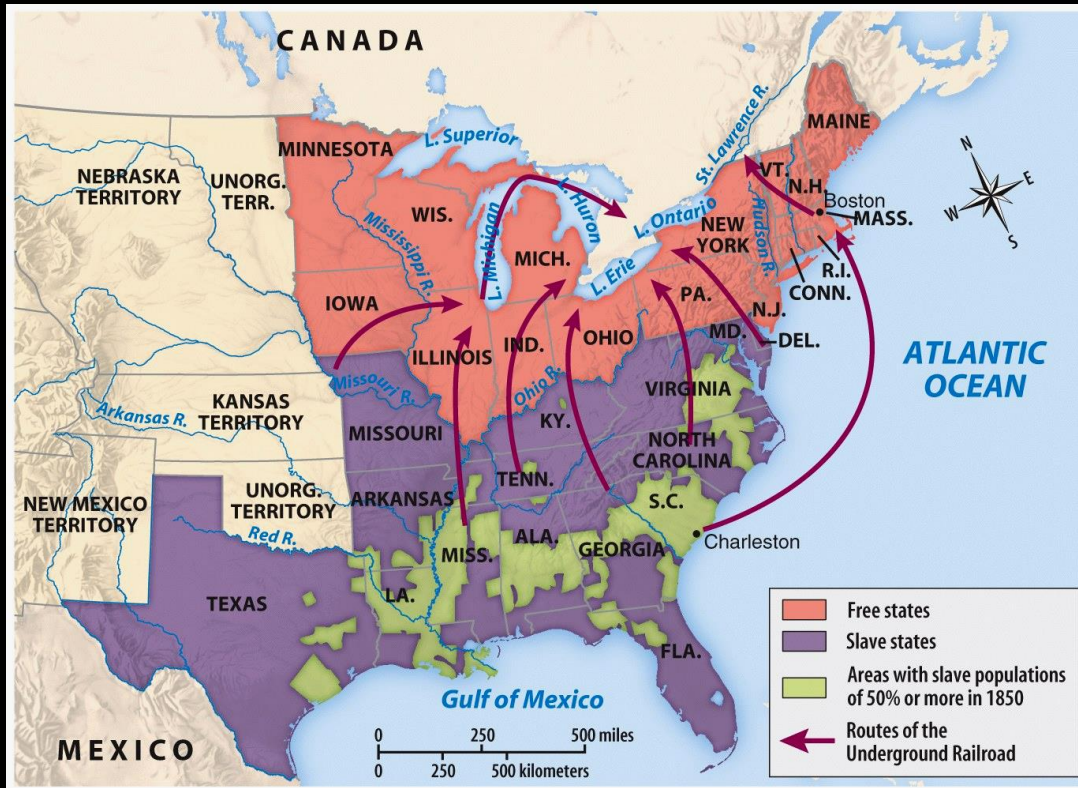 CANADA
L. Superior
St. Lawrence R.
MAINE
MINNESOTA
NEBRASKA
TERRITORY
UNORG.
TERR.
VT.
N.H.
Boston
MASS.
WIS.
Mississippi R.
L. Michigan
L. Huron
L. Ontario
NEW
YORK
Hudson R.
MICH.
L. Erie
R.I.
CONN.
IOWA
PA.
N.J.
ILLINOIS
IND.
OHIO
MD.
DEL.
ATLANTIC
OCEAN
Missouri R.
Ohio R.
VIRGINIA
Arkansas R.
KANSAS
TERRITORY
MISSOURI
KY.
NORTH
CAROLINA
TENN.
UNORG.
TERRITORY
ARKANSAS
NEW MEXICO
TERRITORY
S.C.
Red R.
MISS.
ALA.
GEORGIA
Charleston
TEXAS
LA.
FLA.
Gulf of Mexico
MEXICO
0 250 500 miles
0 250 500 kilometers
Free states
Slave states
Areas with slave populations
of 50% or more in 1850
Routes of the
Underground Railroad
N
E
W
S